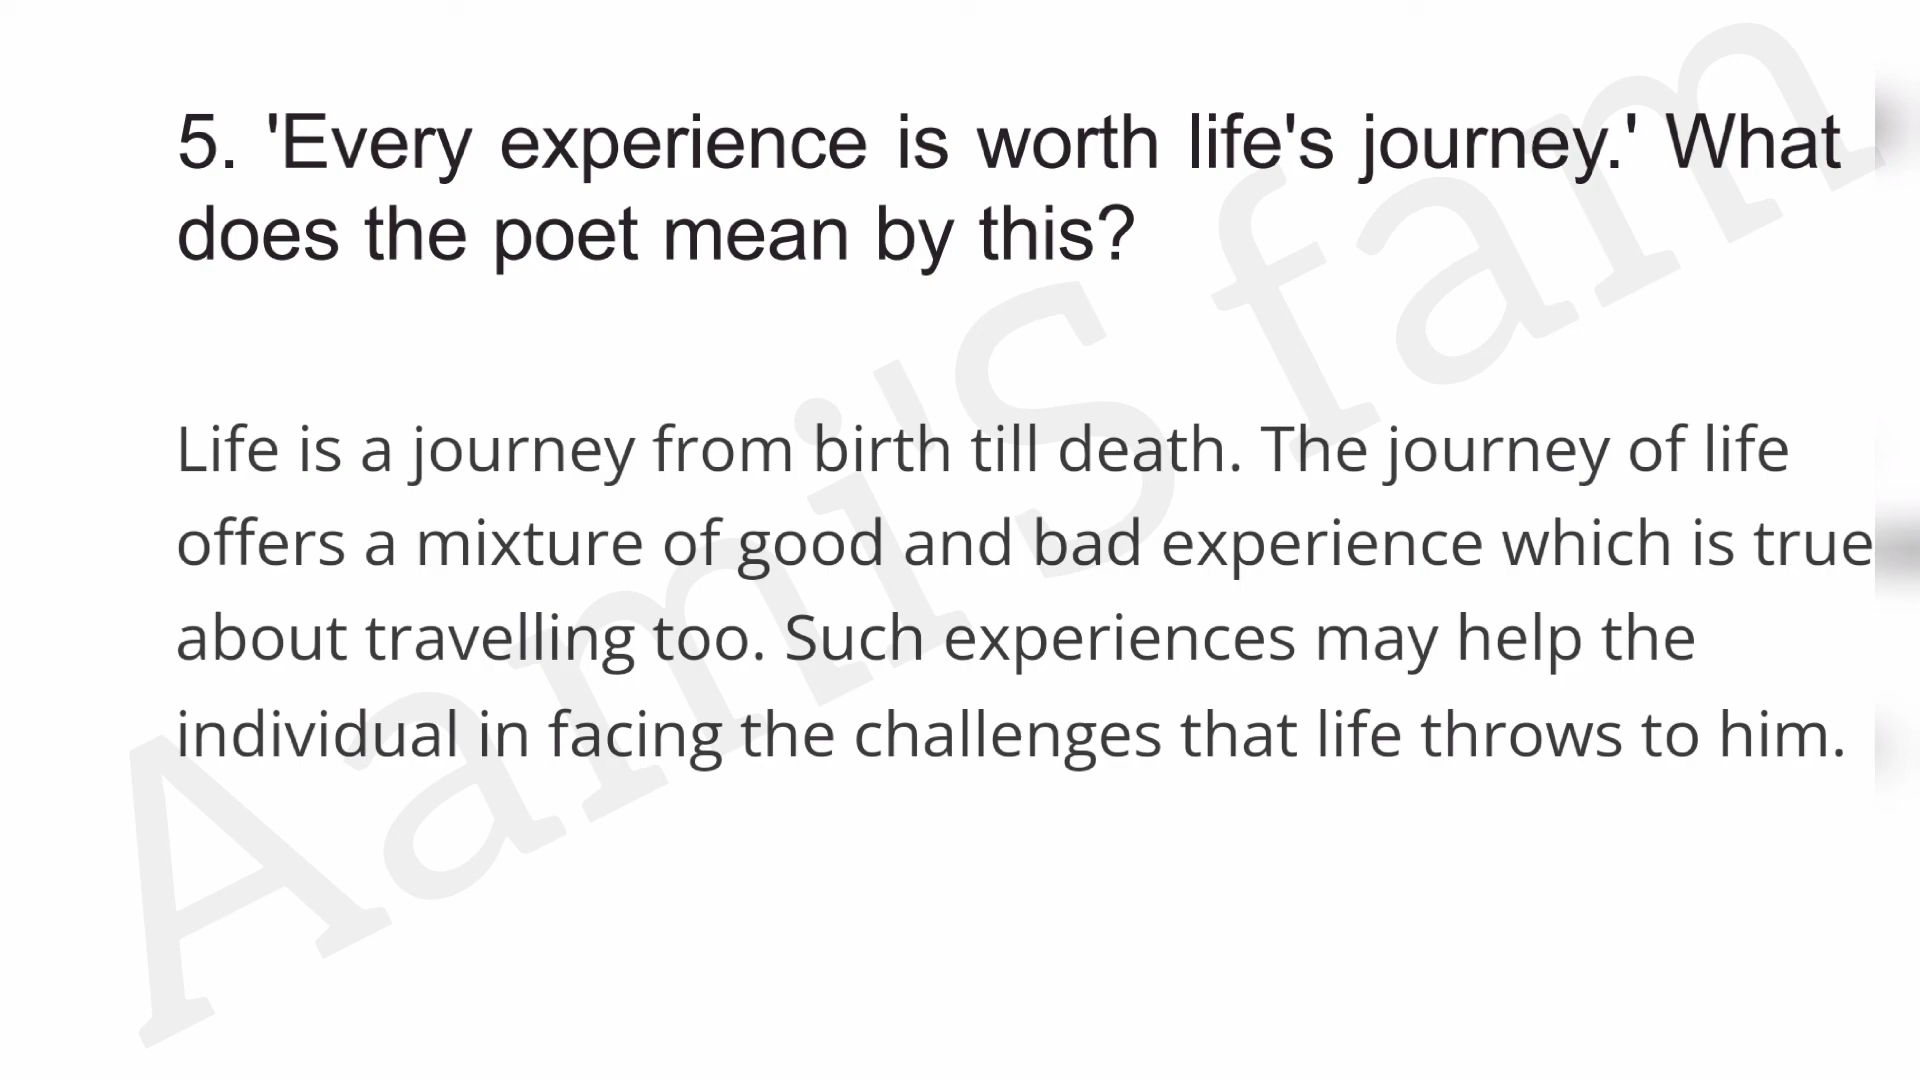 5. 'Every experience is worth life's journey.' What
does the poet mean by this?
Life is a journey from birth till death. The journey of life
offers a mixture of good and bad experience which is true
about travelling too. Such experiences may help the
individual in facing the challenges that life throws to him.
Aami'S fam